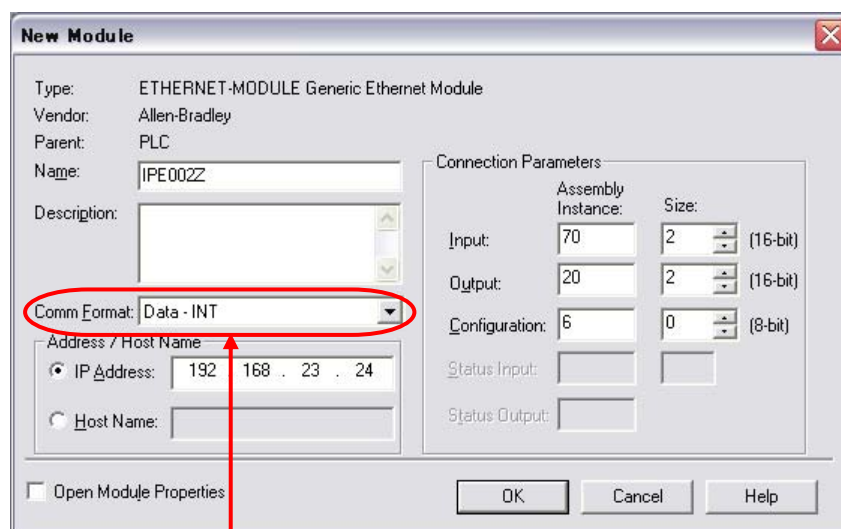 New Module
Type: ETHERNET-MODULE Generic Ethernet Module
Vendor: Allen-Bradley
Parent: PLC
Name: IPE002Z
Description:
Comm Format: Data - INT
Address / Host Name
IP Address: 192 . 168 . 23 . 24
Host Name:
Connection Parameters
Assembly Instance: Size:
Input: 70 2 (16-bit)
Output: 20 2 (16-bit)
Configuration: 6 0 (8-bit)
Status Input:
Status Output:
Open Module Properties
OK Cancel Help